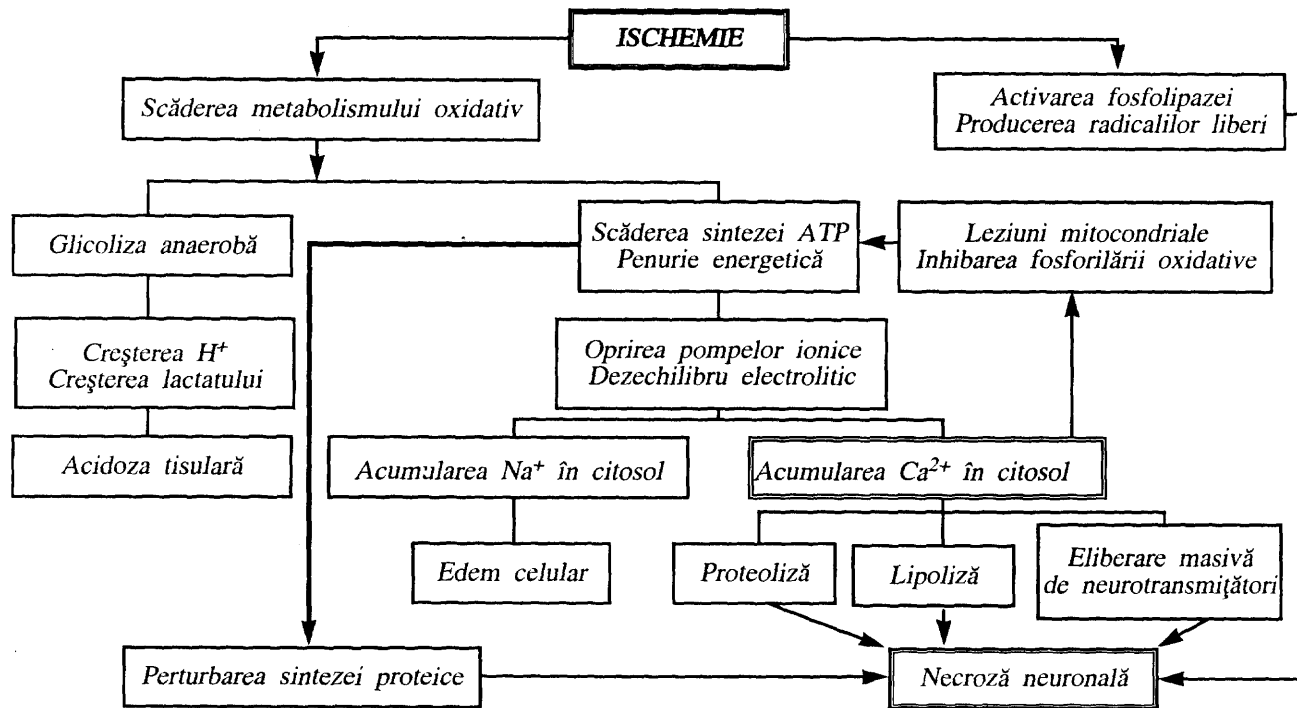 ISCHEMIE
Scăderea metabolismului oxidativ
Activarea fosfolipazei
Producerea radicalilor liberi
Glicoliza anaerobă
Scăderea sintezei ATP
Penurie energetică
Leziuni mitocondriale
Inhibarea fosforilării oxidative
Creşterea H⁺
Creşterea lactatului
Oprirea pompelor ionice
Dezechilibru electrolitic
Acidoza tisulară
Acumularea Na⁺ în citosol
Acumularea Ca²⁺ în citosol
Edem celular
Proteoliză
Lipoliză
Eliberare masivă
de neurotransmiţători
Perturbarea sintezei proteice
Necroză neuronală